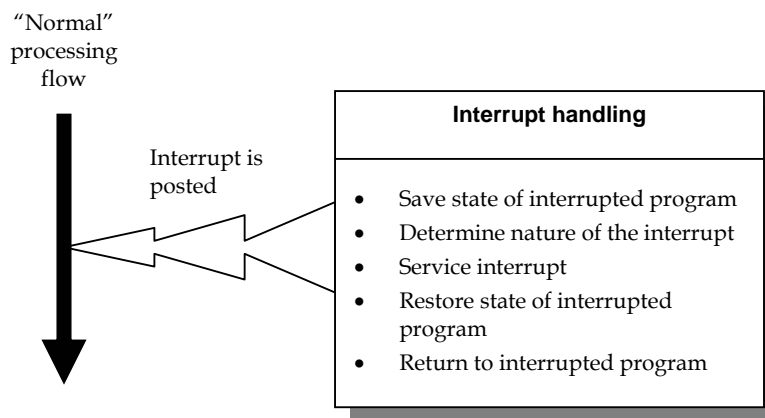 “Normal”
processing
flow
Interrupt is
posted
Interrupt handling
• Save state of interrupted program
• Determine nature of the interrupt
• Service interrupt
• Restore state of interrupted
program
• Return to interrupted program